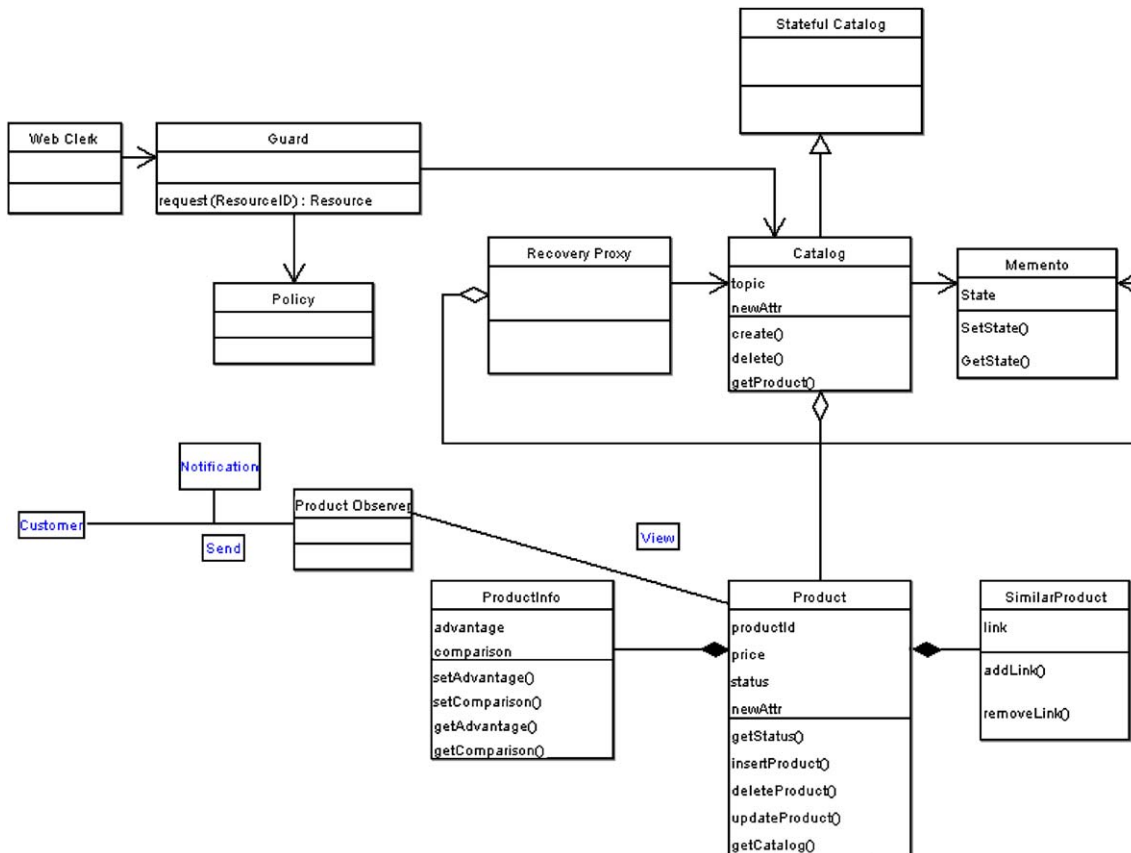 Stateful Catalog
Web Clerk
Guard
request(ResourceID) : Resource
Policy
Recovery Proxy
Catalog
topic
newAttr
create()
delete()
getProduct()
Memento
State
SetState()
GetState()
Notification
Customer
Send
Product Observer
View
ProductInfo
advantage
comparison
setAdvantage()
setComparison()
getAdvantage()
getComparison()
Product
productId
price
status
newAttr
getStatus()
insertProduct()
deleteProduct()
updateProduct()
getCatalog()
SimilarProduct
link
addLink()
removeLink()